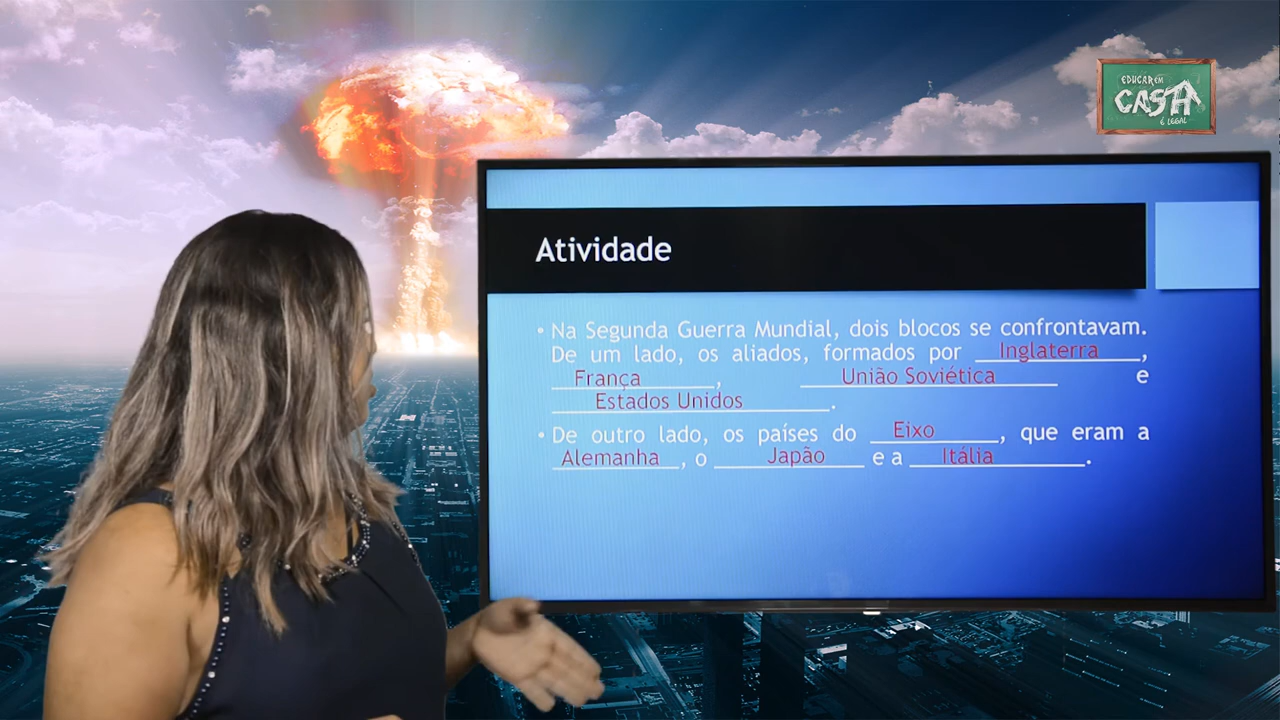 EDUCAR EM
CASA
É LEGAL
Atividade
• Na Segunda Guerra Mundial, dois blocos se confrontavam.
De um lado, os aliados, formados por Inglaterra,
França, União Soviética e
Estados Unidos.
• De outro lado, os países do Eixo, que eram a
Alemanha, o Japão e a Itália.